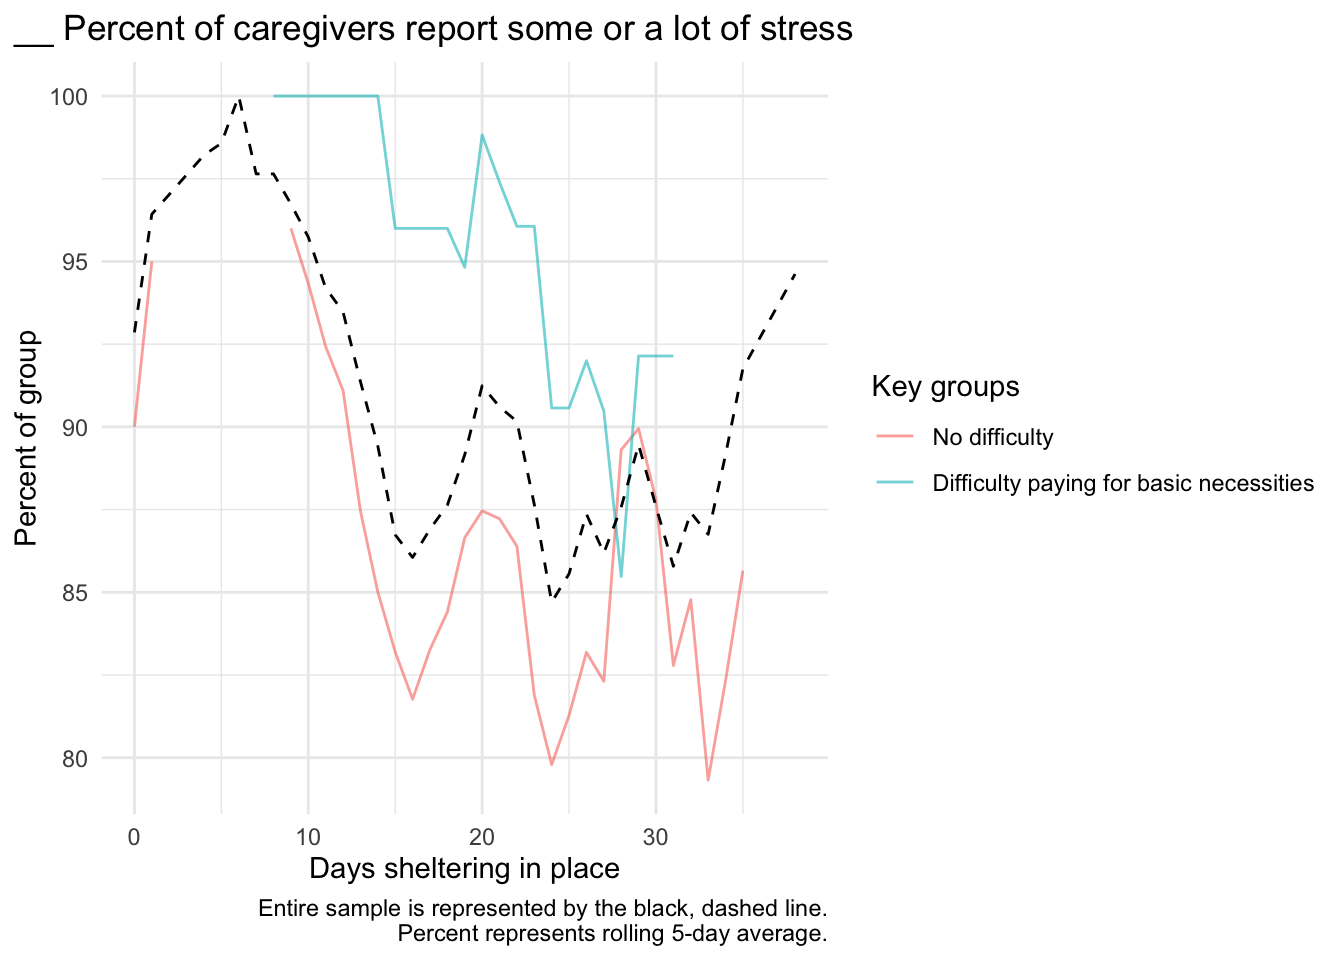 __ Percent of caregivers report some or a lot of stress
100
95
90
85
80
Percent of group
0 10 20 30
Days sheltering in place
Key groups
No difficulty
Difficulty paying for basic necessities
Entire sample is represented by the black, dashed line.
Percent represents rolling 5-day average.